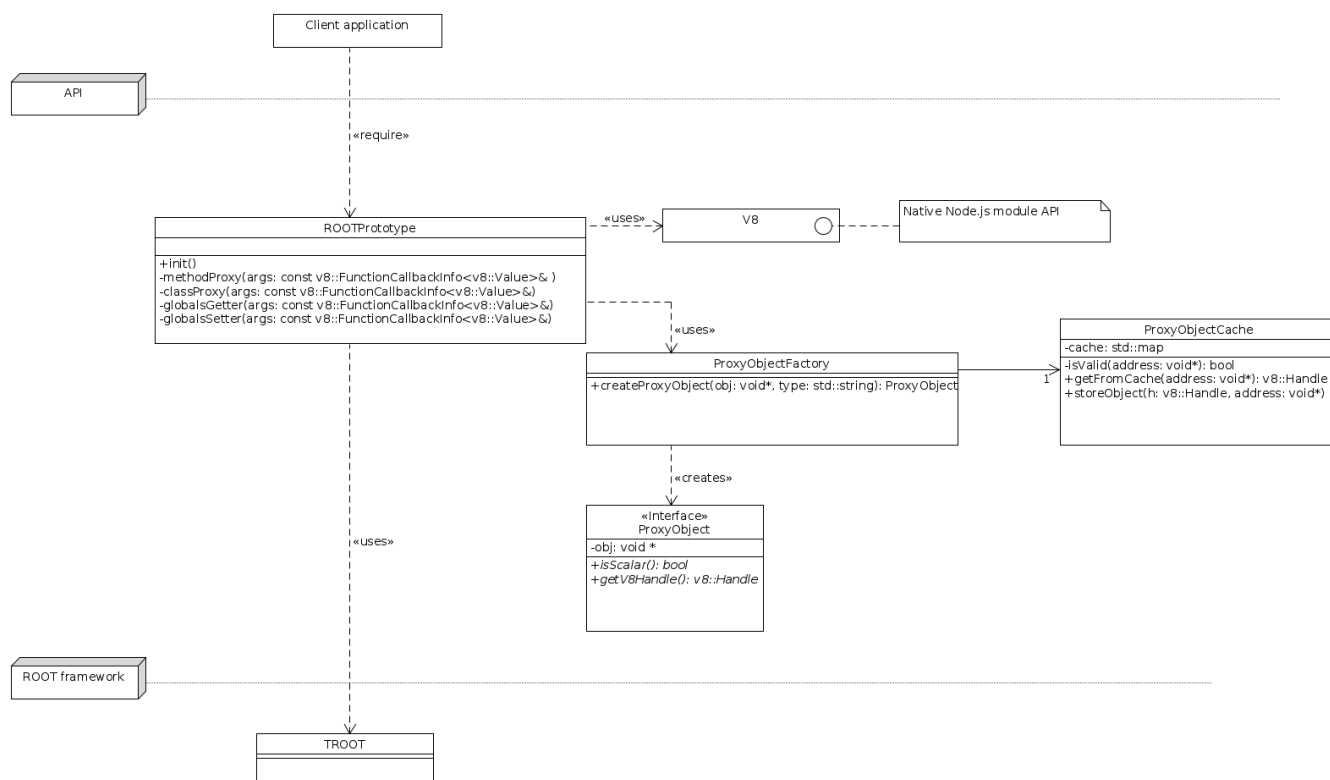 Client application
API
«require»
ROOTPrototype
+init()
-methodProxy(args: const v8::FunctionCallbackInfo<v8::Value>& )
-classProxy(args: const v8::FunctionCallbackInfo<v8::Value>&)
-globalsGetter(args: const v8::FunctionCallbackInfo<v8::Value>&)
-globalsSetter(args: const v8::FunctionCallbackInfo<v8::Value>&)
«uses»
V8
Native Node.js module API
«uses»
ProxyObjectFactory
+createProxyObject(obj: void*, type: std::string): ProxyObject
1
ProxyObjectCache
-cache: std::map
-isValid(address: void*): bool
+getFromCache(address: void*): v8::Handle
+storeObject(h: v8::Handle, address: void*)
«creates»
«Interface»
ProxyObject
-obj: void *
+isScalar(): bool
+getV8Handle(): v8::Handle
«uses»
ROOT framework
TROOT